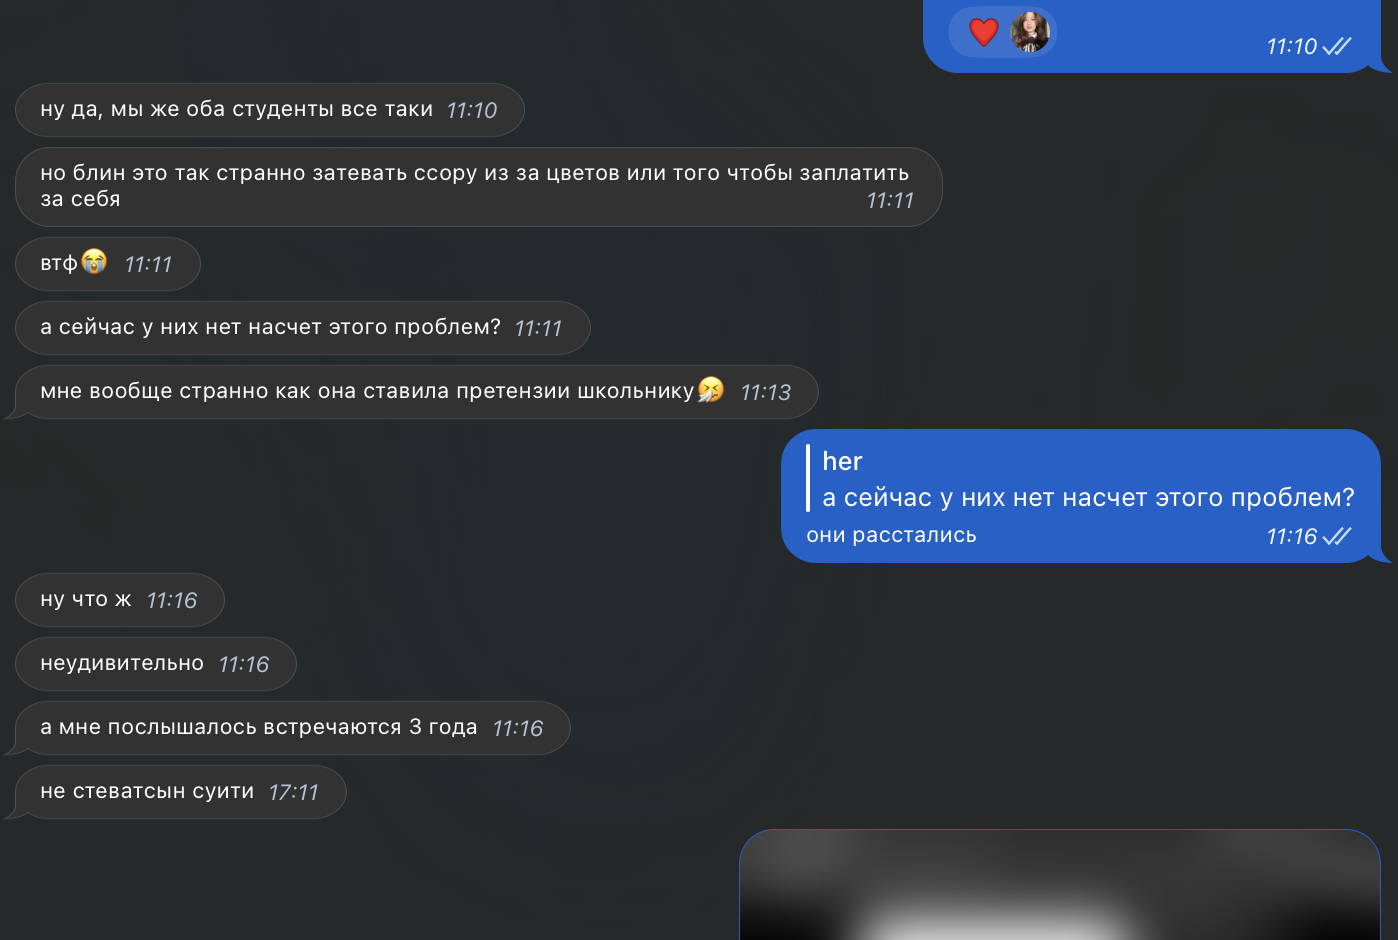 11:10
ну да, мы же оба студенты все таки 11:10
но блин это так странно затевать ссору из за цветов или того чтобы заплатить
за себя 11:11
втф😭 11:11
а сейчас у них нет насчет этого проблем? 11:11
мне вообще странно как она ставила претензии школьнику🤧 11:13
her
а сейчас у них нет насчет этого проблем?
они расстались 11:16
ну что ж 11:16
неудивительно 11:16
а мне послышалось встречаются 3 года 11:16
не стеватсын суити 17:11